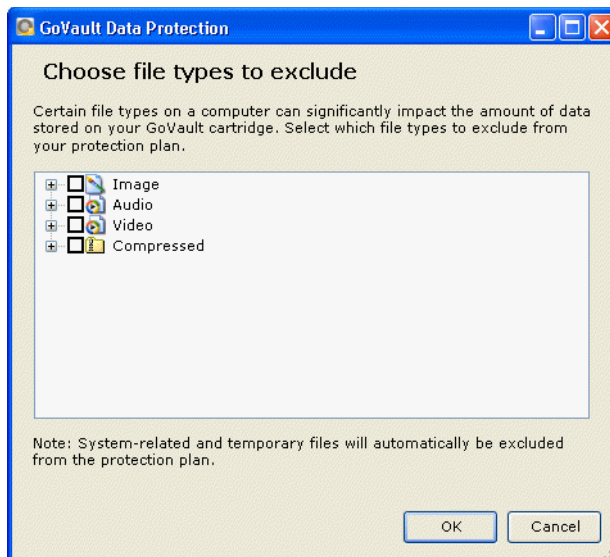 GoVault Data Protection
Choose file types to exclude
Certain file types on a computer can significantly impact the amount of data
stored on your GoVault cartridge. Select which file types to exclude from
your protection plan.
Image
Audio
Video
Compressed
Note: System-related and temporary files will automatically be excluded
from the protection plan.
OK Cancel